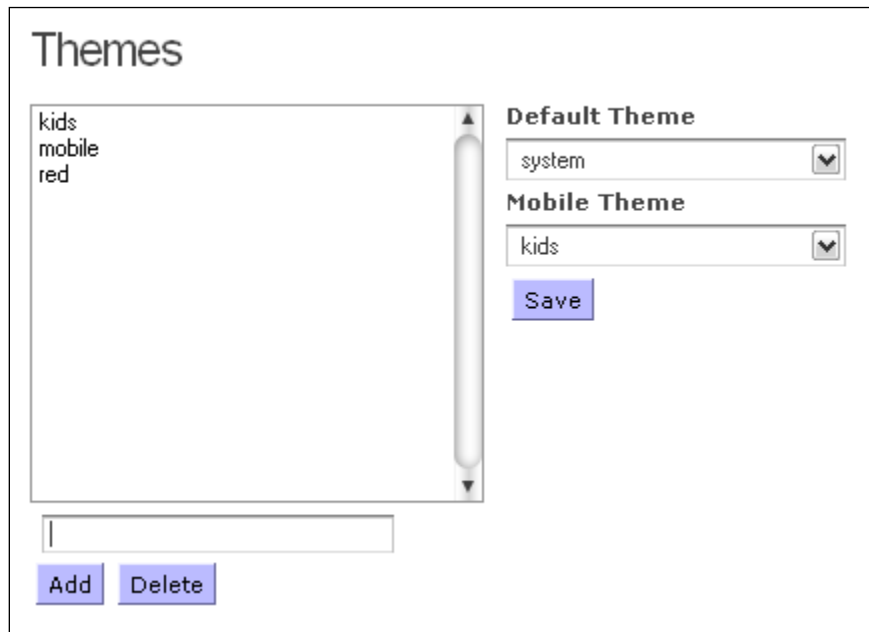 Themes
kids
mobile
red
Default Theme
system
Mobile Theme
kids
Save
Add
Delete